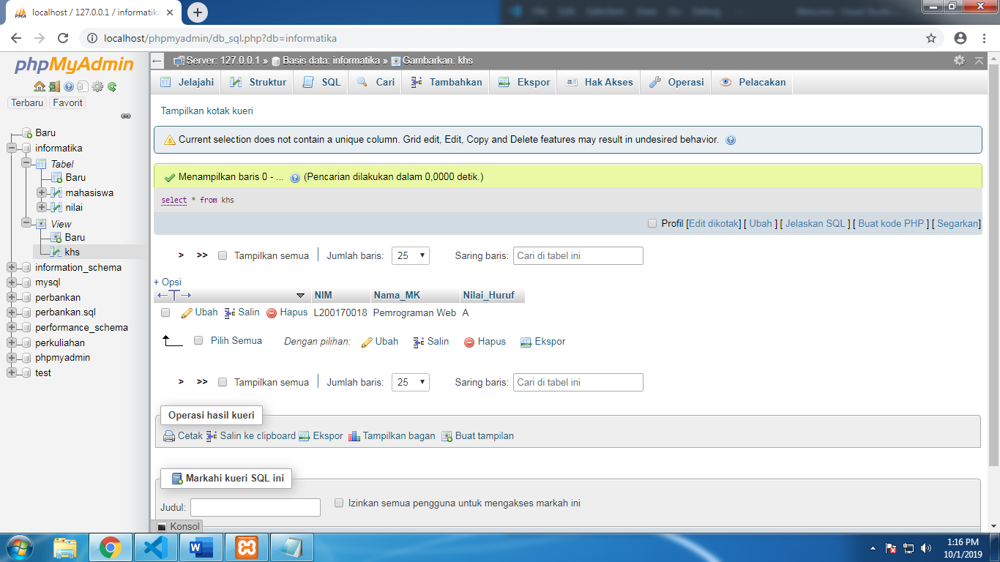 localhost / 127.0.0.1 / informatika
localhost/phpmyadmin/db_sql.php?db=informatika
phpMyAdmin
Terbaru Favorit
Baru
informatika
Tabel
Baru
mahasiswa
nilai
View
Baru
khs
information_schema
mysql
perbankan
perbankan.sql
performance_schema
perkuliahan
phpmyadmin
test
Server: 127.0.0.1 » Basis data: informatika » Gambarkan: khs
Jelajahi Struktur SQL Cari Tambahkan Ekspor Hak Akses Operasi Pelacakan
Tampilkan kotak kueri
Current selection does not contain a unique column. Grid edit, Edit, Copy and Delete features may result in undesired behavior.
Menampilkan baris 0 - ... (Pencarian dilakukan dalam 0,0000 detik.)
select * from khs
Profil [Edit dikotak] [ Ubah ] [ Jelaskan SQL ] [ Buat kode PHP ] [ Segarkan]
> >> Tampilkan semua | Jumlah baris: 25 Saring baris: Cari di tabel ini
+ Opsi
NIM Nama_MK Nilai_Huruf
Ubah Salin Hapus L200170018 Pemrograman Web A
Pilih Semua Dengan pilihan: Ubah Salin Hapus Ekspor
> >> Tampilkan semua | Jumlah baris: 25 Saring baris: Cari di tabel ini
Operasi hasil kueri
Cetak Salin ke clipboard Ekspor Tampilkan bagan Buat tampilan
Markahi kueri SQL ini
Judul: Izinkan semua pengguna untuk mengakses markah ini
Konsol
1:16 PM
10/1/2019